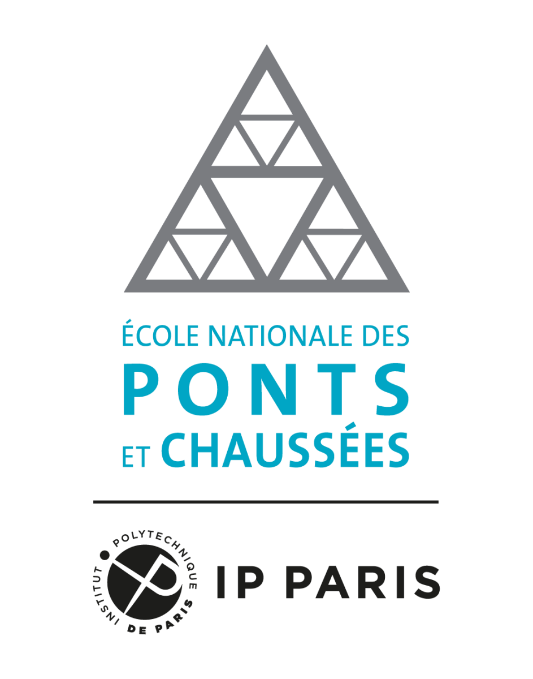 ÉCOLE NATIONALE DES
PONTS
ET CHAUSSÉES
INSTITUT POLYTECHNIQUE
DE PARIS
IP PARIS